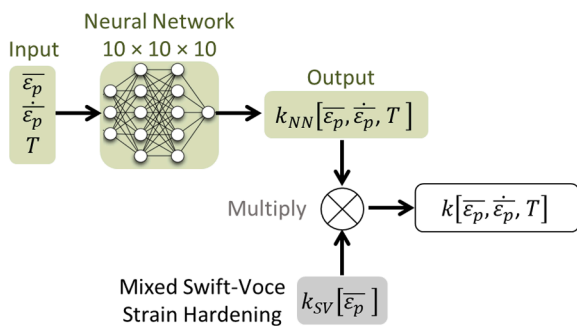 Neural Network
10 × 10 × 10
Input
$\overline{\varepsilon_p}$
$\dot{\overline{\varepsilon_p}}$
$T$
Output
$k_{NN}[\overline{\varepsilon_p}, \dot{\overline{\varepsilon_p}}, T]$
Multiply
$k[\overline{\varepsilon_p}, \dot{\overline{\varepsilon_p}}, T]$
Mixed Swift-Voce
Strain Hardening
$k_{SV}[\overline{\varepsilon_p}]$